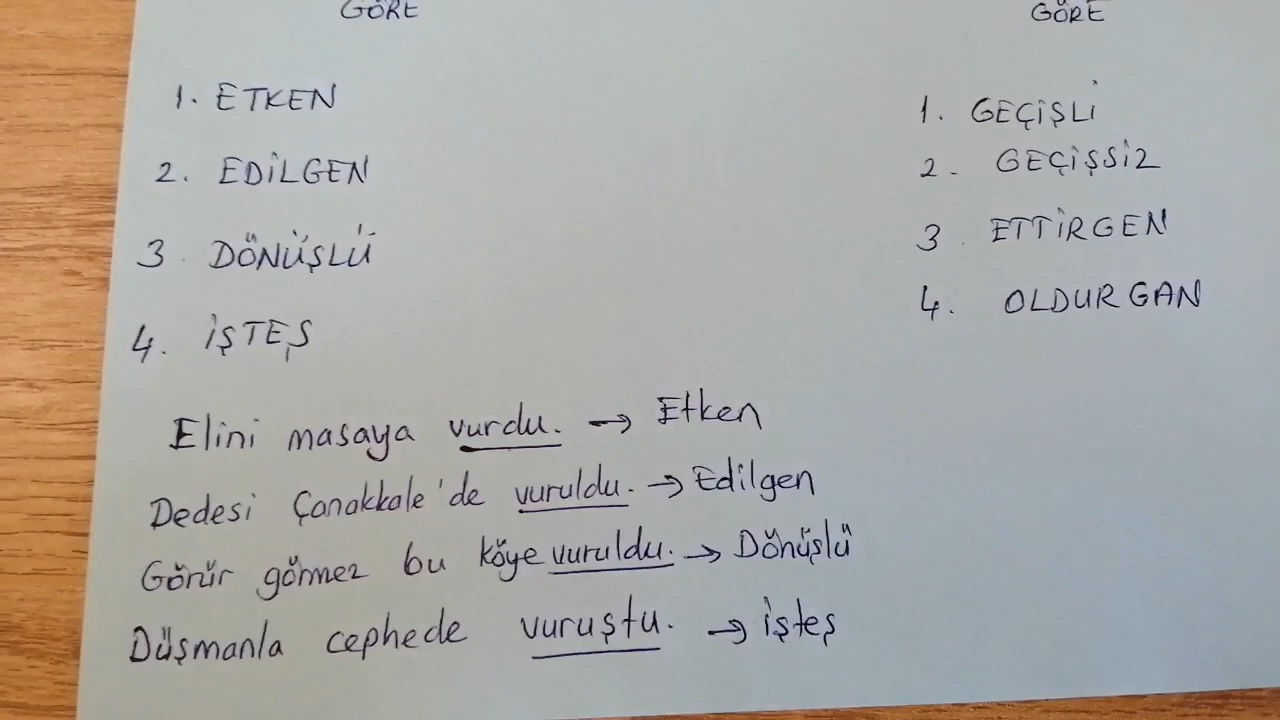 GÖRE
1. ETKEN
2. EDİLGEN
3. DÖNÜŞLÜ
4. İŞTEŞ
GÖRE
1. GEÇİŞLİ
2. GEÇİŞSİZ
3. ETTİRGEN
4. OLDURGAN
Elini masaya vurdu. → Etken
Dedesi Çanakkale'de vuruldu. → Edilgen
Görür görmez bu köye vuruldu. → Dönüşlü
Düşmanla cephede vuruştu. → işteş